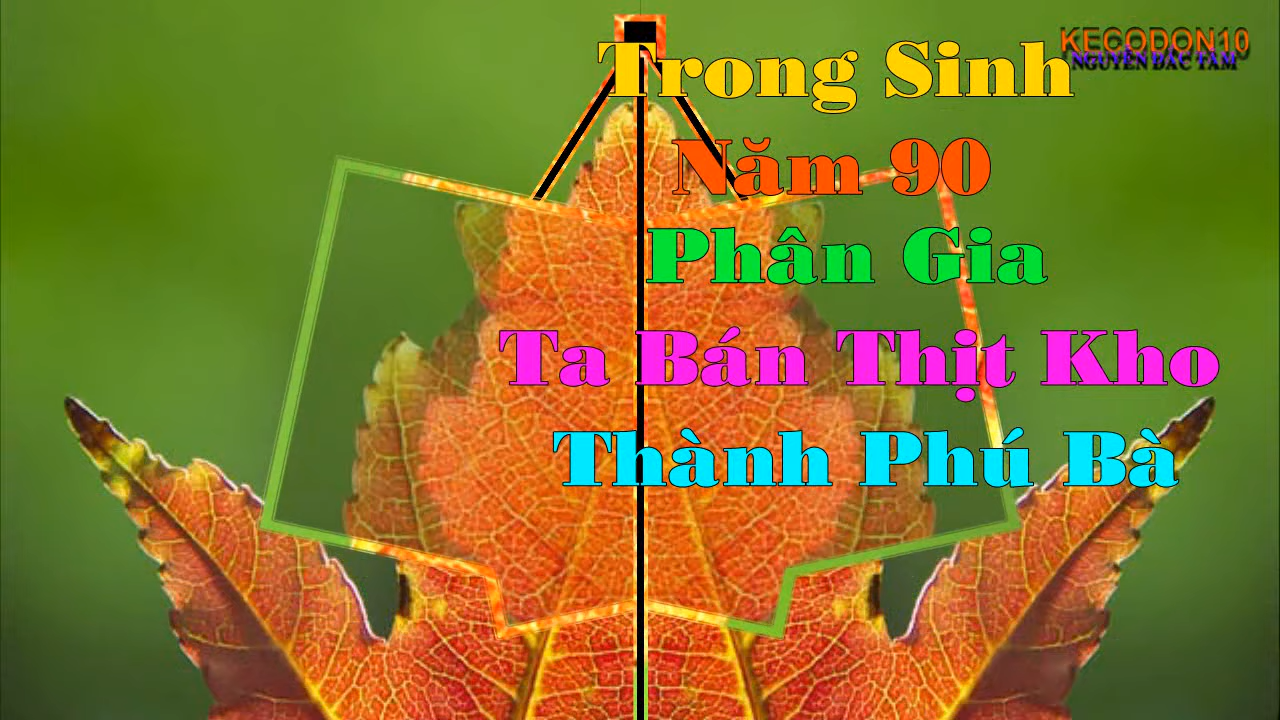 KECODON10
NGUYỄN ĐẮC TÂM
Trong Sinh
Năm 90
Phân Gia
Ta Bán Thịt Kho
Thành Phú Bà